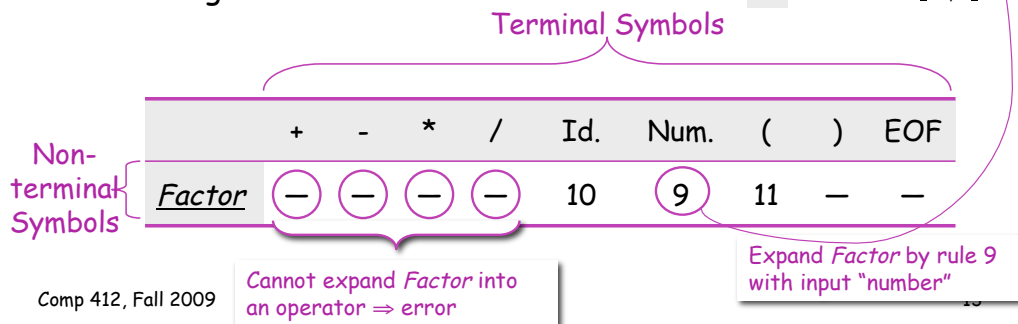 Terminal Symbols
+ - * / Id. Num. ( ) EOF
Non-
terminal
Symbols
Factor — — — — 10 9 11 — —
Expand Factor by rule 9
with input "number"
Cannot expand Factor into
an operator ⇒ error
Comp 412, Fall 2009